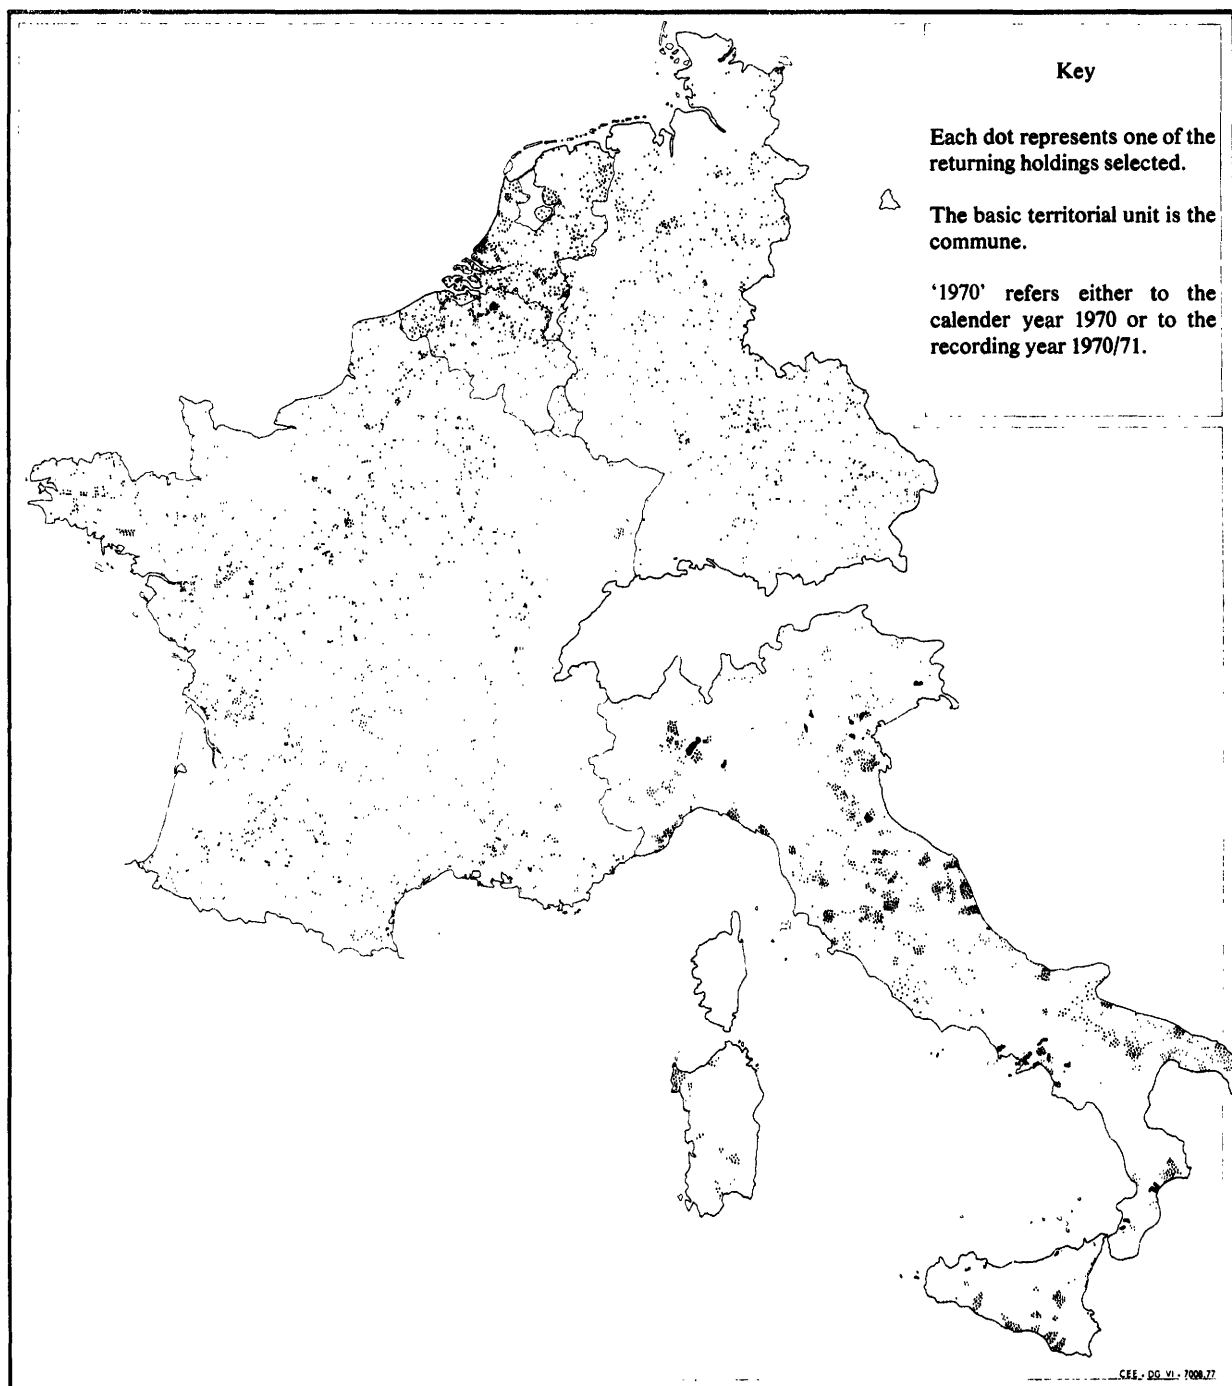 Key
Each dot represents one of the
returning holdings selected.
The basic territorial unit is the
commune.
‘1970’ refers either to the
calender year 1970 or to the
recording year 1970/71.
CEE - DG VI - 7008.77